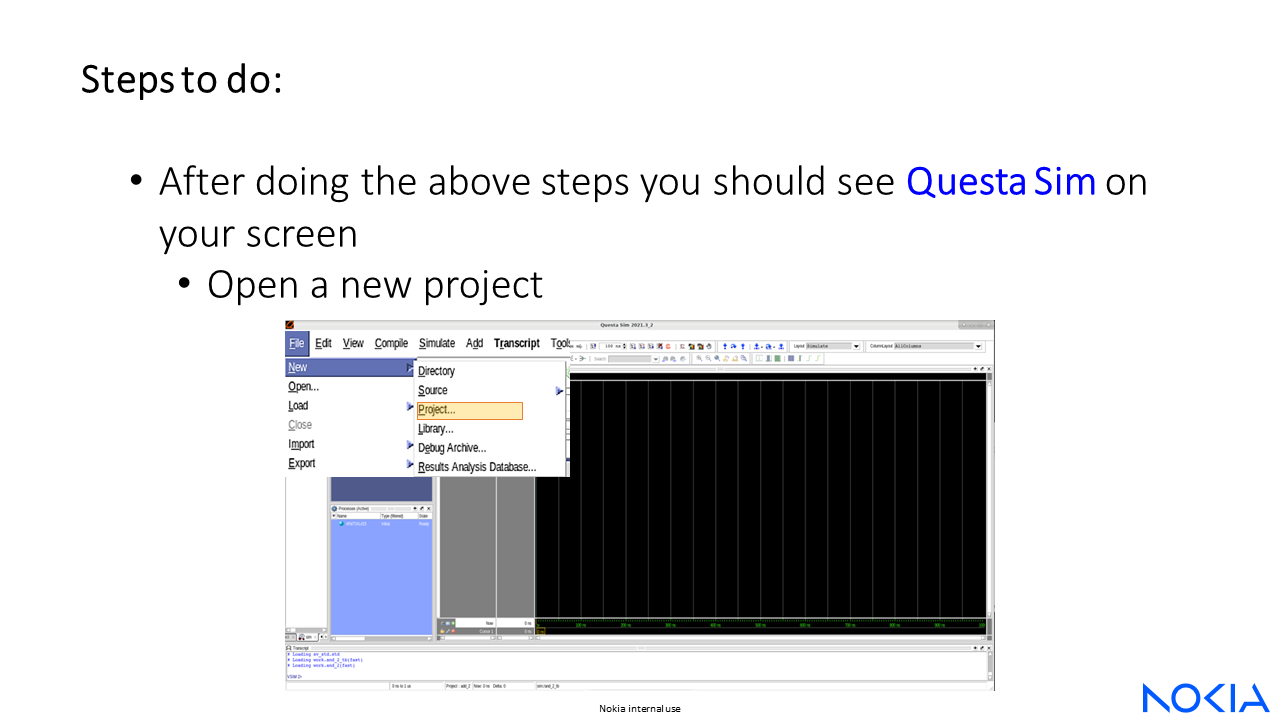 Steps to do:
• After doing the above steps you should see Questa Sim on
your screen
• Open a new project
Questa Sim 2021.3_2
File Edit View Compile Simulate Add Transcript
New
Open...
Load
Close
Import
Export
Directory
Source
Project...
Library...
Debug Archive...
Results Analysis Database...
100 ns
Layout Simulate
ColumnLayout AllColumns
Processes (Active)
Name Type (filtered) State
Now 0 ns
Cursor 1 0 ns
Transcript
# Loading sv_std.std
# Loading work.and_2_tb(fast)
# Loading work.and_2(fast)
VSIM 2>
0 ns to 1 us Project : add_2 Now: 0 ns Delta: 0 sim:/and_2_tb
Nokia internal use
NOKIA